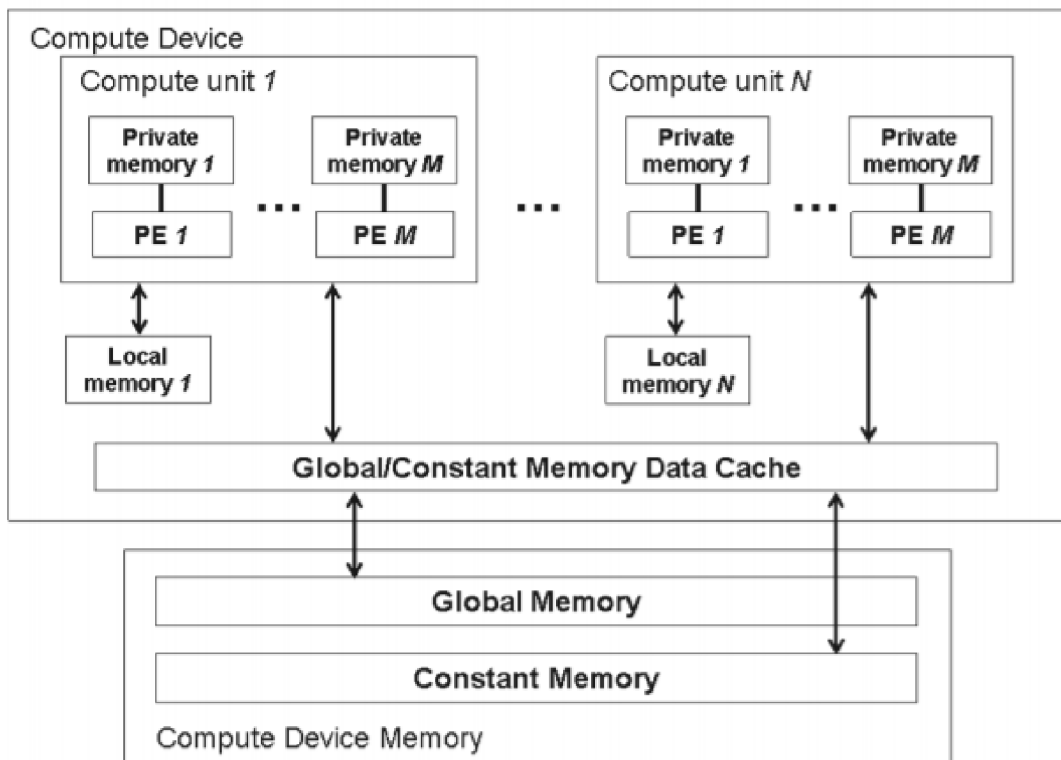 Compute Device
Compute unit 1
Compute unit N
Private
memory 1
Private
memory M
Private
memory 1
Private
memory M
...
...
...
PE 1
PE M
PE 1
PE M
Local
memory 1
Local
memory N
Global/Constant Memory Data Cache
Global Memory
Constant Memory
Compute Device Memory